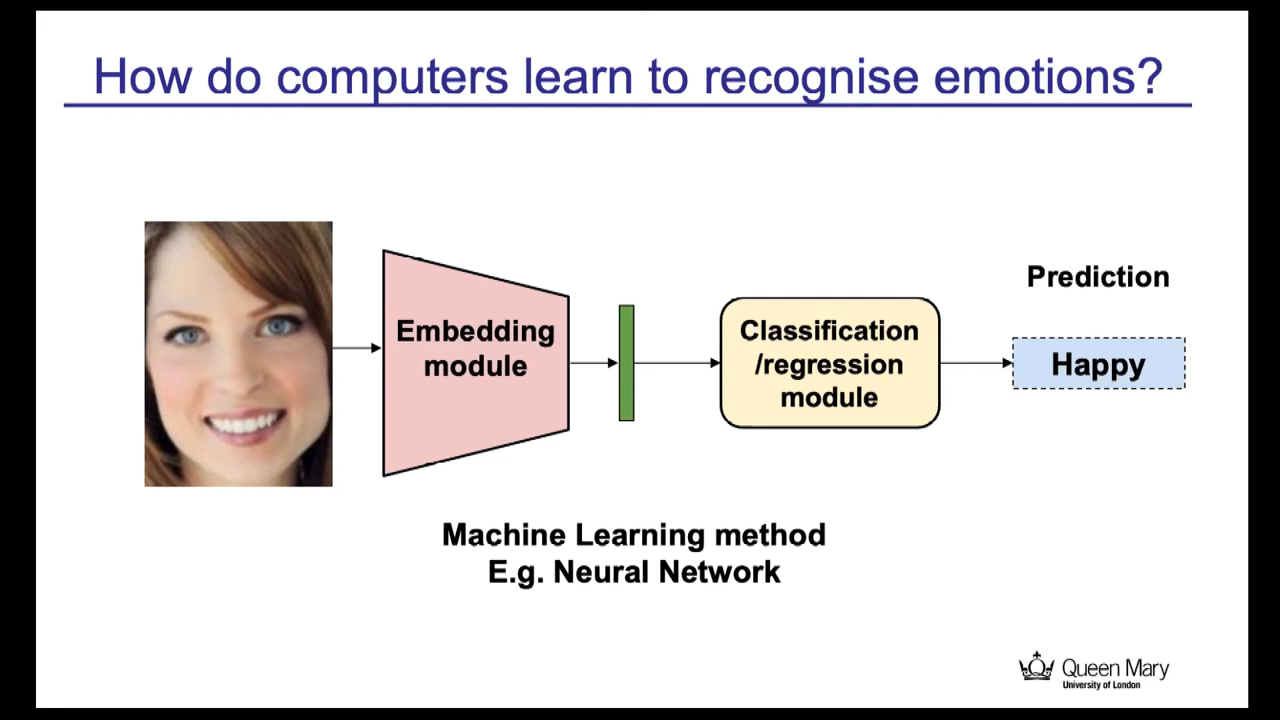 How do computers learn to recognise emotions?
Embedding
module
Classification
/regression
module
Prediction
Happy
Machine Learning method
E.g. Neural Network
Queen Mary
University of London